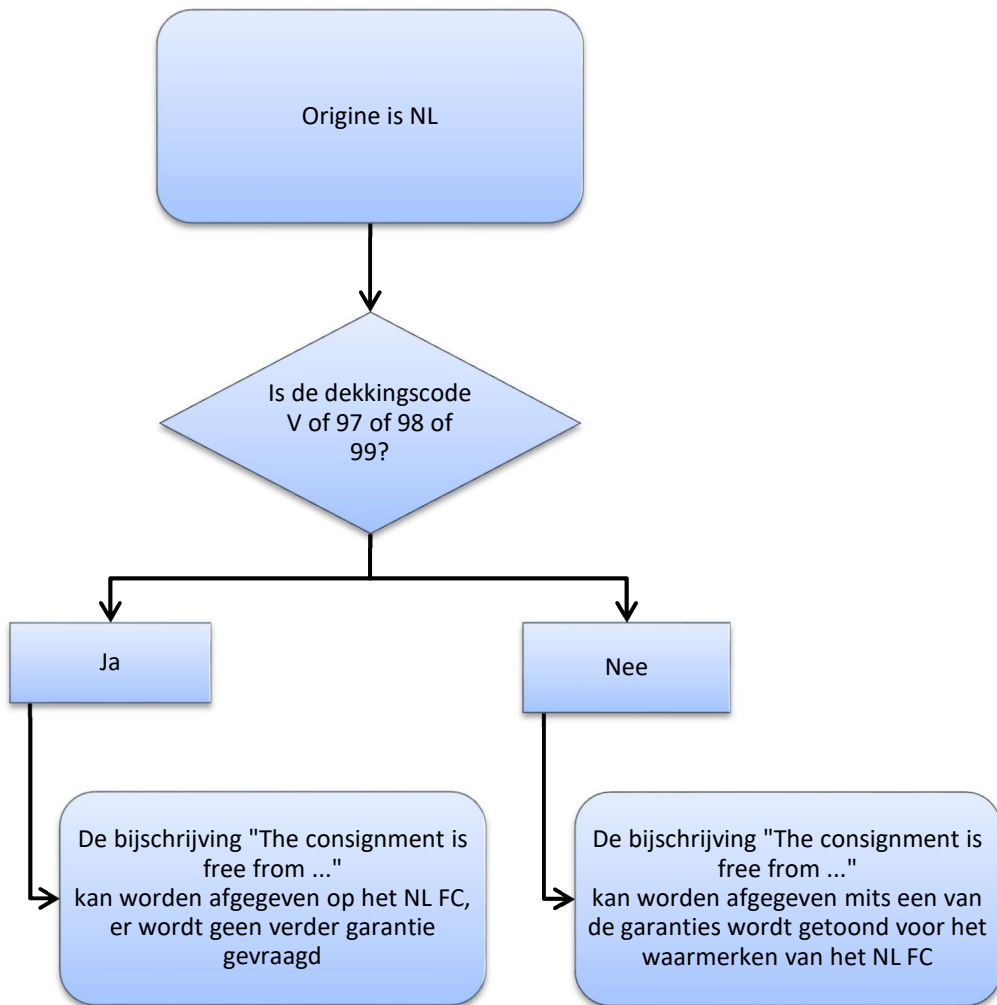 Origine is NL
Is de dekkingscode
V of 97 of 98 of
99?
Ja
Nee
De bijschrijving "The consignment is
free from ..."
kan worden afgegeven op het NL FC,
er wordt geen verder garantie
gevraagd
De bijschrijving "The consignment is
free from ..."
kan worden afgegeven mits een van
de garanties wordt getoond voor het
waarmerken van het NL FC